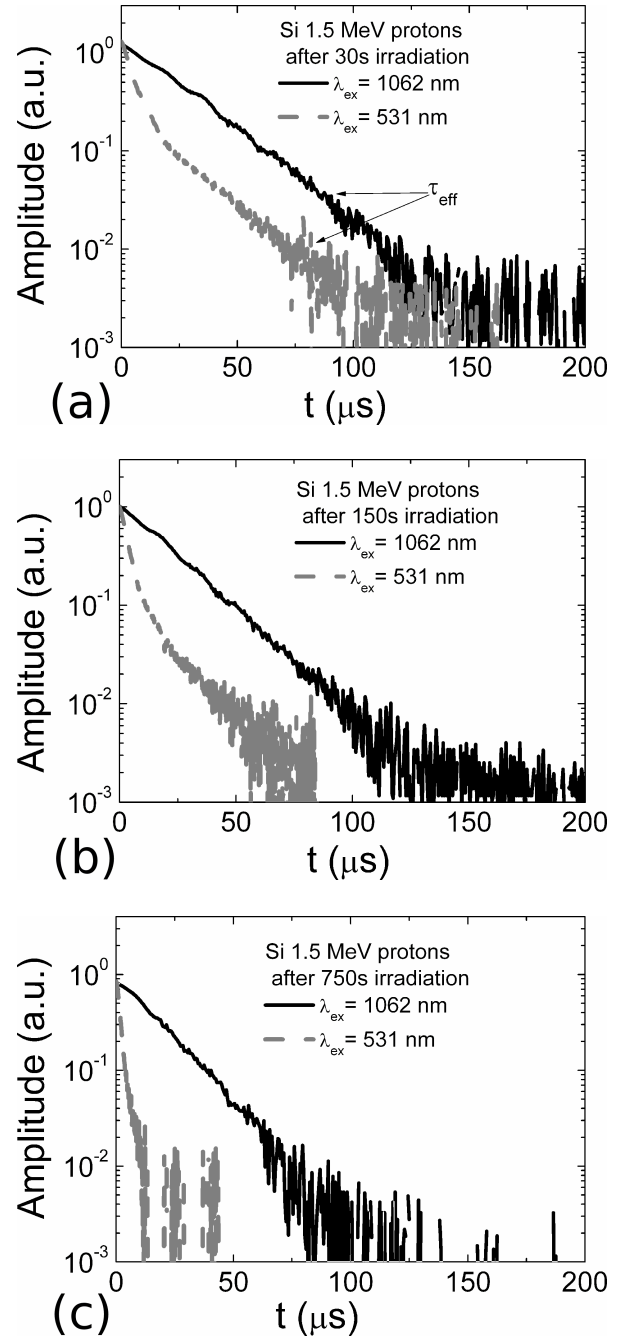 Si 1.5 MeV protons
after 30s irradiation
λex= 1062 nm
λex= 531 nm
τeff
Amplitude (a.u.)
10^0
10^-1
10^-2
10^-3
0 50 100 150 200
t (μs)
(a)
Si 1.5 MeV protons
after 150s irradiation
λex= 1062 nm
λex= 531 nm
Amplitude (a.u.)
10^0
10^-1
10^-2
10^-3
0 50 100 150 200
t (μs)
(b)
Si 1.5 MeV protons
after 750s irradiation
λex= 1062 nm
λex= 531 nm
Amplitude (a.u.)
10^0
10^-1
10^-2
10^-3
0 50 100 150 200
t (μs)
(c)